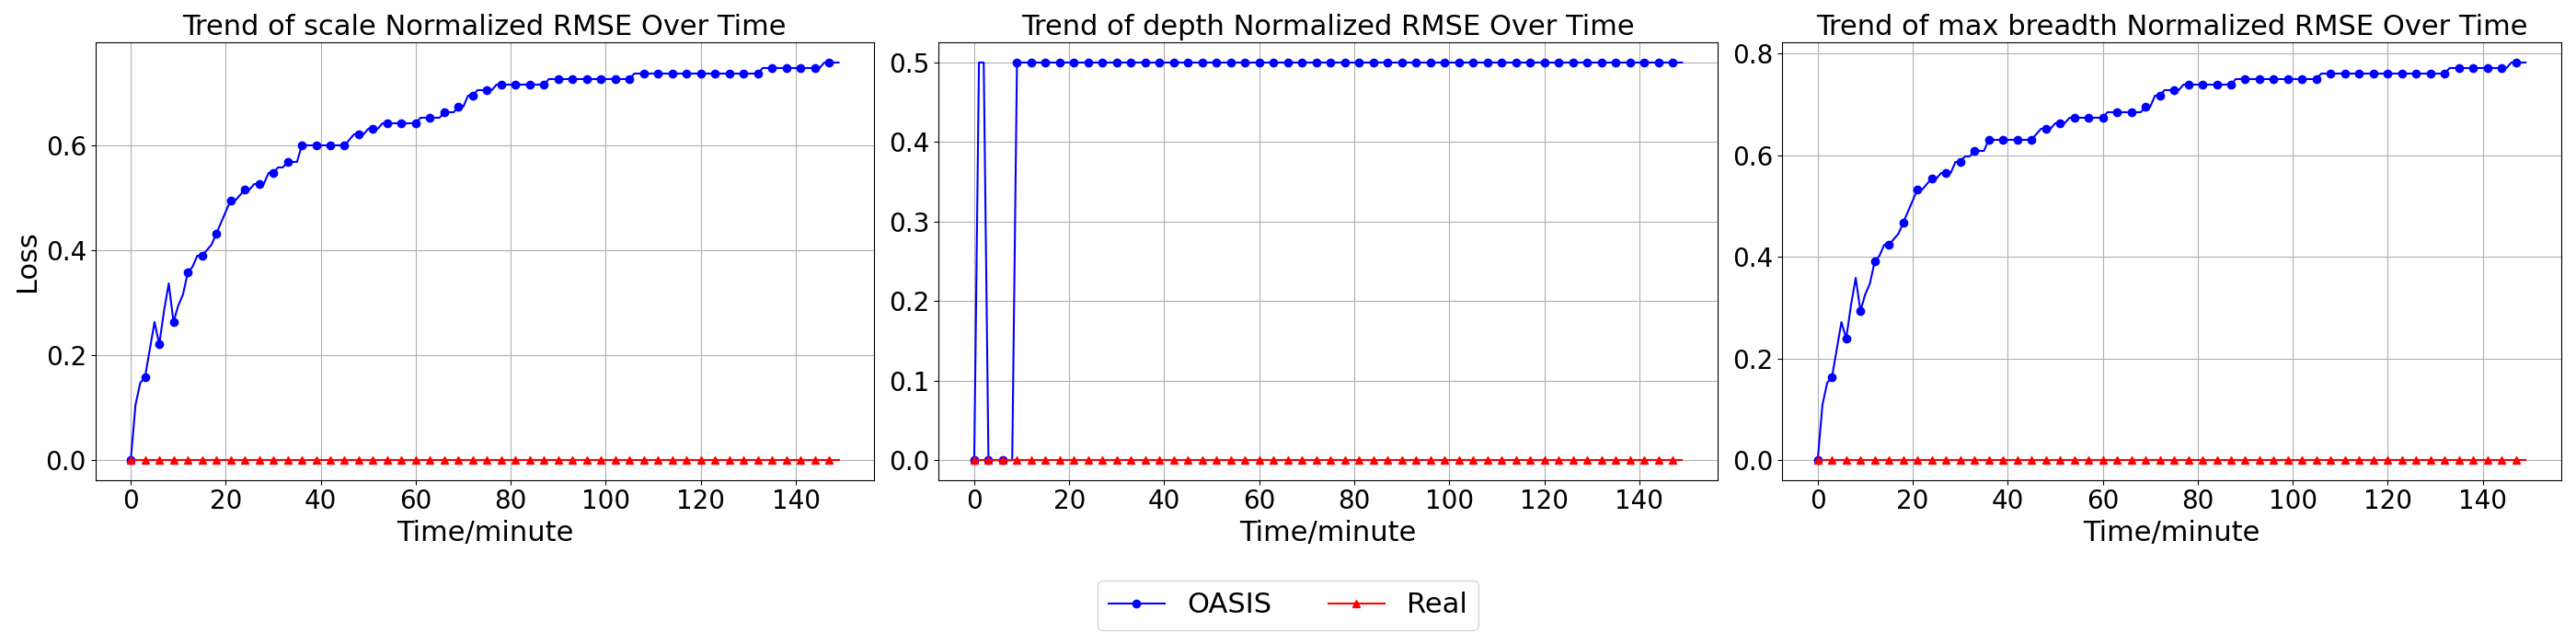 Trend of scale Normalized RMSE Over Time
Loss
0.6
0.4
0.2
0.0
0 20 40 60 80 100 120 140
Time/minute
Trend of depth Normalized RMSE Over Time
0.5
0.4
0.3
0.2
0.1
0.0
0 20 40 60 80 100 120 140
Time/minute
Trend of max breadth Normalized RMSE Over Time
0.8
0.6
0.4
0.2
0.0
0 20 40 60 80 100 120 140
Time/minute
OASIS Real